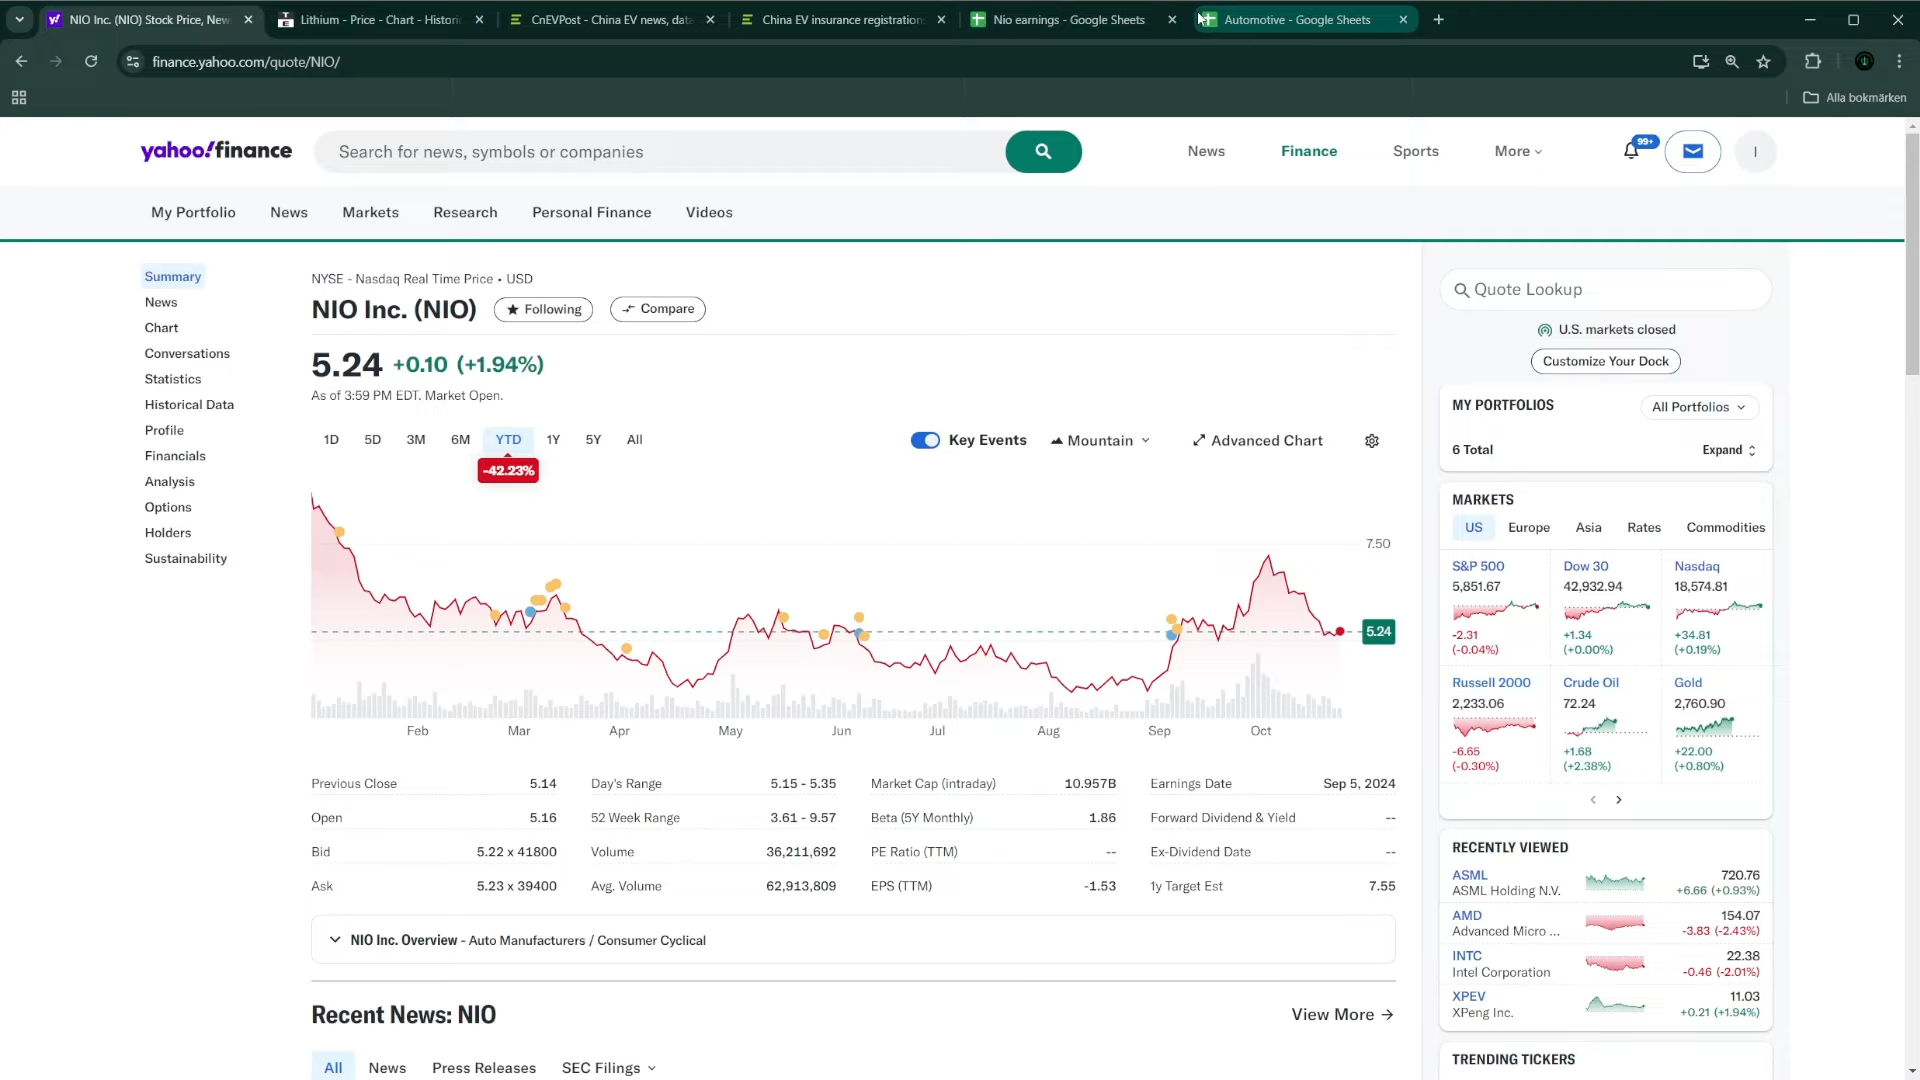 NIO Inc. (NIO) Stock Price, New
Lithium - Price - Chart - Histori
CnEVPost - China EV news, dat
China EV insurance registration
Nio earnings - Google Sheets
Automotive - Google Sheets
finance.yahoo.com/quote/NIO/
Alla bokmärken
yahoo!finance
Search for news, symbols or companies
News
Finance
Sports
More
99+
I
My Portfolio
News
Markets
Research
Personal Finance
Videos
Summary
News
Chart
Conversations
Statistics
Historical Data
Profile
Financials
Analysis
Options
Holders
Sustainability
NYSE - Nasdaq Real Time Price • USD
NIO Inc. (NIO)
Following
Compare
5.24 +0.10 (+1.94%)
As of 3:59 PM EDT. Market Open.
1D 5D 3M 6M YTD 1Y 5Y All
-42.23%
Key Events
Mountain
Advanced Chart
7.50
5.24
Feb Mar Apr May Jun Jul Aug Sep Oct
Previous Close 5.14
Open 5.16
Bid 5.22 x 41800
Ask 5.23 x 39400
Day's Range 5.15 - 5.35
52 Week Range 3.61 - 9.57
Volume 36,211,692
Avg. Volume 62,913,809
Market Cap (intraday) 10.957B
Beta (5Y Monthly) 1.86
PE Ratio (TTM) --
EPS (TTM) -1.53
Earnings Date Sep 5, 2024
Forward Dividend & Yield --
Ex-Dividend Date --
1y Target Est 7.55
NIO Inc. Overview - Auto Manufacturers / Consumer Cyclical
Recent News: NIO
View More
All
News
Press Releases
SEC Filings
Quote Lookup
U.S. markets closed
Customize Your Dock
MY PORTFOLIOS
All Portfolios
6 Total
Expand
MARKETS
US Europe Asia Rates Commodities
S&P 500
5,851.67
-2.31
(-0.04%)
Dow 30
42,932.94
+1.34
(+0.00%)
Nasdaq
18,574.81
+34.81
(+0.19%)
Russell 2000
2,233.06
-6.65
(-0.30%)
Crude Oil
72.24
+1.68
(+2.38%)
Gold
2,760.90
+22.00
(+0.80%)
RECENTLY VIEWED
ASML 720.76
ASML Holding N.V. +6.66 (+0.93%)
AMD 154.07
Advanced Micro ... -3.83 (-2.43%)
INTC 22.38
Intel Corporation -0.46 (-2.01%)
XPEV 11.03
XPeng Inc. +0.21 (+1.94%)
TRENDING TICKERS